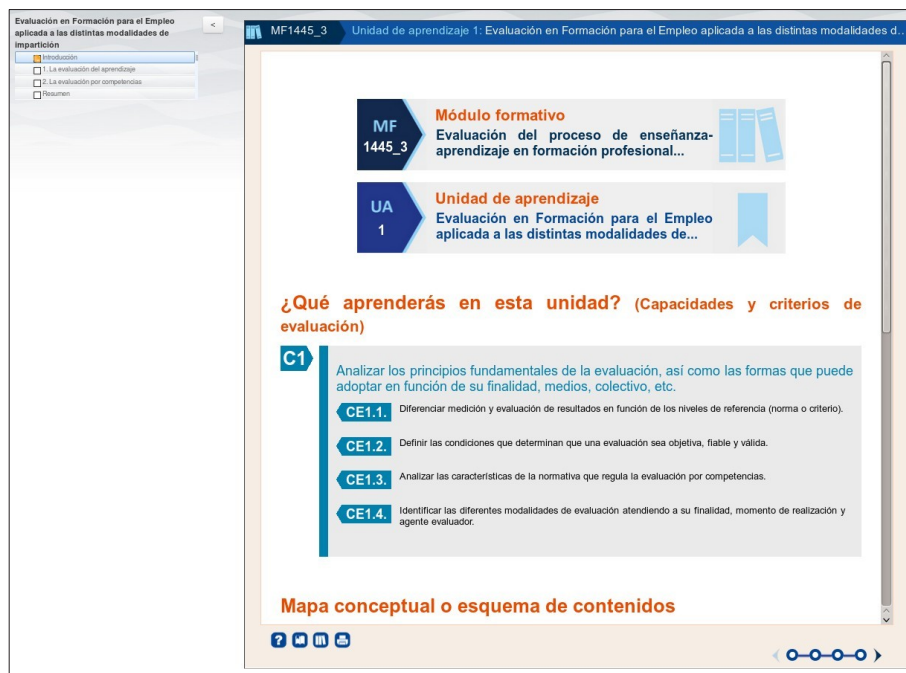 Evaluación en Formación para el Empleo
aplicada a las distintas modalidades de
impartición
<
Introducción
1. La evaluación del aprendizaje
2. La evaluación por competencias
Resumen
MF1445_3
Unidad de aprendizaje 1: Evaluación en Formación para el Empleo aplicada a las distintas modalidades d...
MF
1445_3
Módulo formativo
Evaluación del proceso de enseñanza-
aprendizaje en formación profesional...
UA
1
Unidad de aprendizaje
Evaluación en Formación para el Empleo
aplicada a las distintas modalidades de...
¿Qué aprenderás en esta unidad? (Capacidades y criterios de
evaluación)
C1
Analizar los principios fundamentales de la evaluación, así como las formas que puede
adoptar en función de su finalidad, medios, colectivo, etc.
CE1.1. Diferenciar medición y evaluación de resultados en función de los niveles de referencia (norma o criterio).
CE1.2. Definir las condiciones que determinan que una evaluación sea objetiva, fiable y válida.
CE1.3. Analizar las características de la normativa que regula la evaluación por competencias.
CE1.4. Identificar las diferentes modalidades de evaluación atendiendo a su finalidad, momento de realización y
agente evaluador.
Mapa conceptual o esquema de contenidos
?